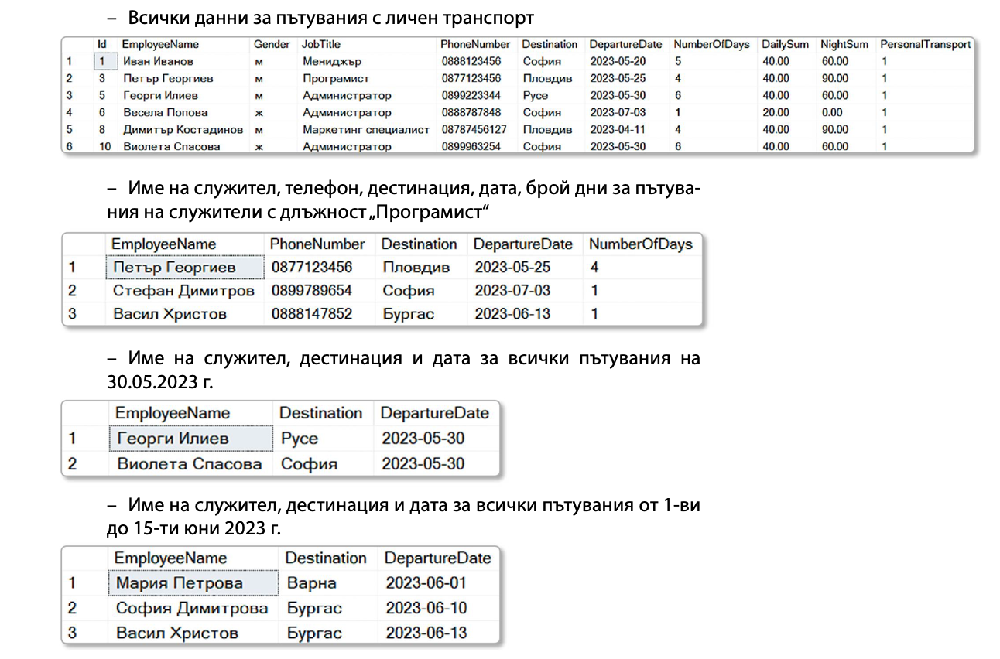 – Всички данни за пътувания с личен транспорт
Id EmployeeName Gender JobTitle PhoneNumber Destination DepartureDate NumberOfDays DailySum NightSum PersonalTransport
1 1 Иван Иванов м Мениджър 0888123456 София 2023-05-20 5 40.00 60.00 1
2 3 Петър Георгиев м Програмист 0877123456 Пловдив 2023-05-25 4 40.00 90.00 1
3 5 Георги Илиев м Администратор 0899223344 Русе 2023-05-30 6 40.00 60.00 1
4 6 Весела Попова ж Администратор 0888787848 София 2023-07-03 1 20.00 0.00 1
5 8 Димитър Костадинов м Маркетинг специалист 08787456127 Пловдив 2023-04-11 4 40.00 90.00 1
6 10 Виолета Спасова ж Администратор 0899963254 София 2023-05-30 6 40.00 60.00 1
– Име на служител, телефон, дестинация, дата, брой дни за пътува-
ния на служители с длъжност „Програмист“
EmployeeName PhoneNumber Destination DepartureDate NumberOfDays
1 Петър Георгиев 0877123456 Пловдив 2023-05-25 4
2 Стефан Димитров 0899789654 София 2023-07-03 1
3 Васил Христов 0888147852 Бургас 2023-06-13 1
– Име на служител, дестинация и дата за всички пътувания на
30.05.2023 г.
EmployeeName Destination DepartureDate
1 Георги Илиев Русе 2023-05-30
2 Виолета Спасова София 2023-05-30
– Име на служител, дестинация и дата за всички пътувания от 1-ви
до 15-ти юни 2023 г.
EmployeeName Destination DepartureDate
1 Мария Петрова Варна 2023-06-01
2 София Димитрова Бургас 2023-06-10
3 Васил Христов Бургас 2023-06-13